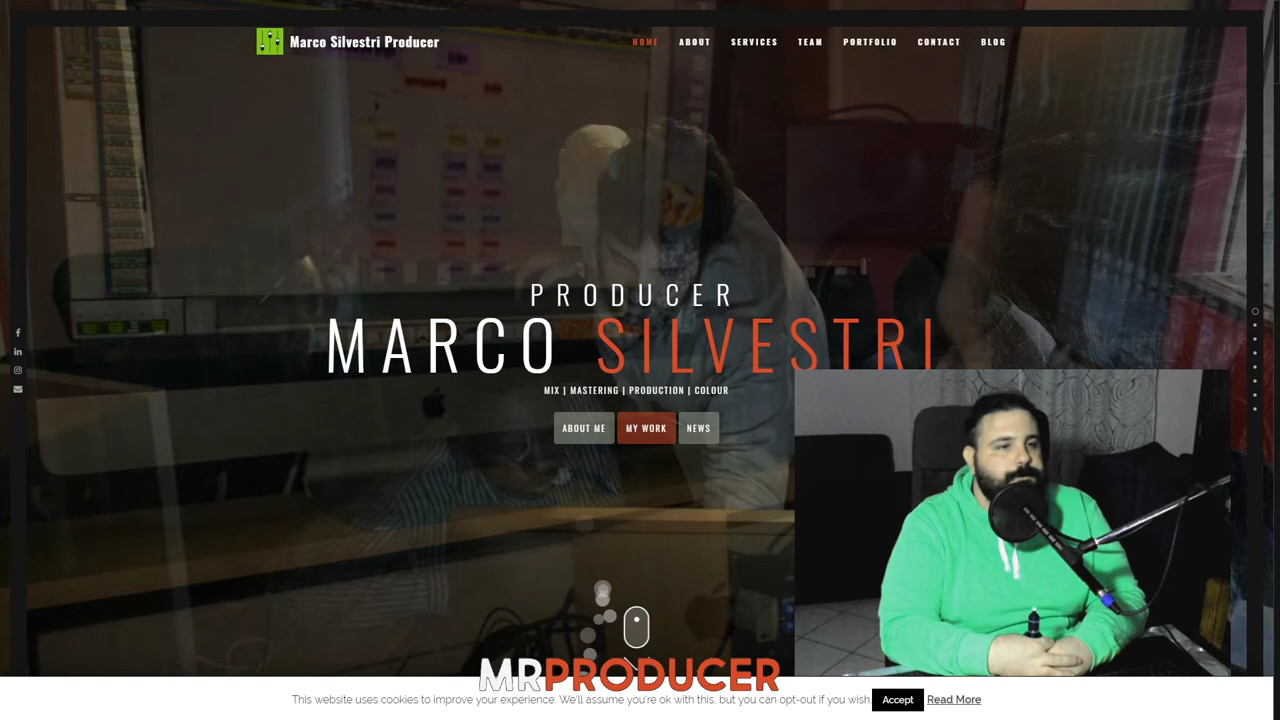 Marco Silvestri Producer
HOME ABOUT SERVICES TEAM PORTFOLIO CONTACT BLOG
PRODUCER
MARCO SILVESTRI
MIX | MASTERING | PRODUCTION | COLOUR
ABOUT ME MY WORK NEWS
MRPRODUCER
This website uses cookies to improve your experience. We'll assume you're ok with this, but you can opt-out if you wish. Accept Read More